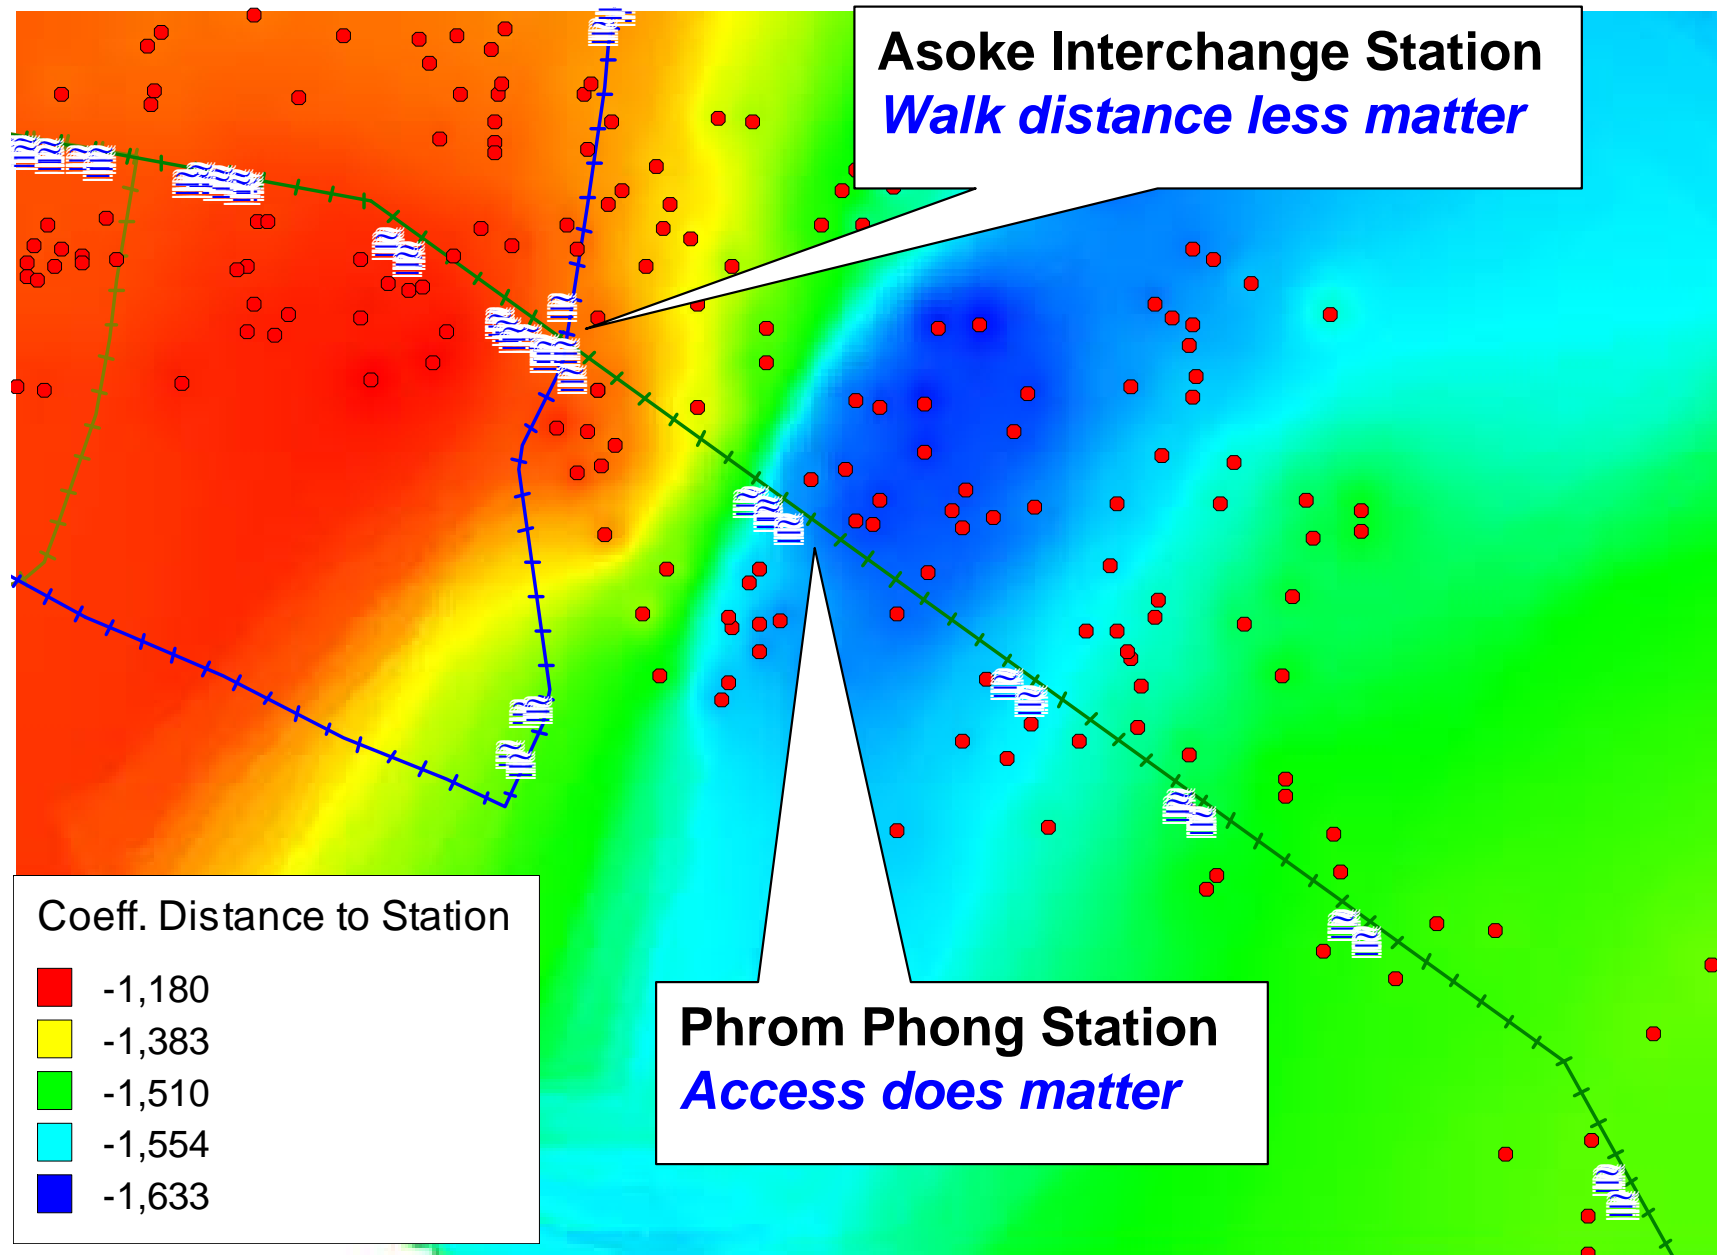 Asoke Interchange Station
Walk distance less matter
Phrom Phong Station
Access does matter
Coeff. Distance to Station
-1,180
-1,383
-1,510
-1,554
-1,633